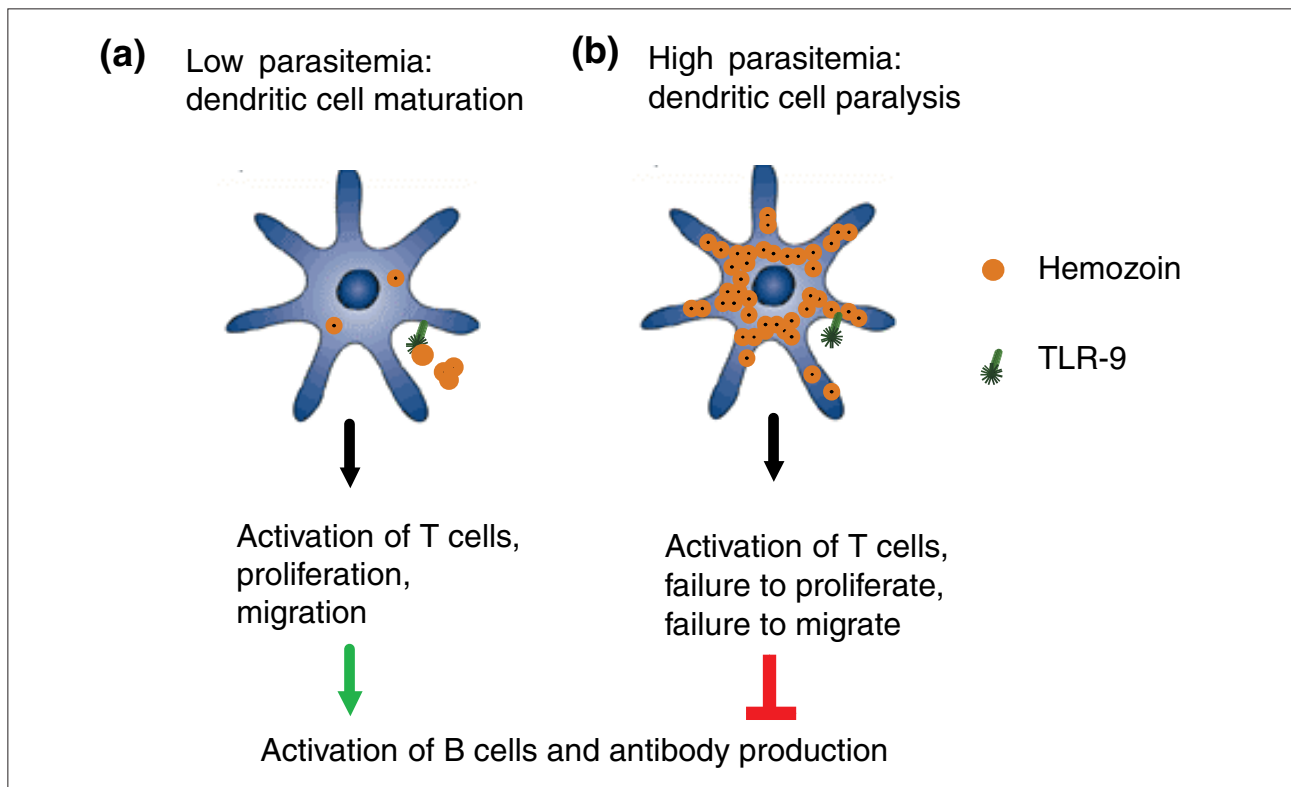 (a) Low parasitemia:
dendritic cell maturation
(b) High parasitemia:
dendritic cell paralysis
Hemozoin
TLR-9
Activation of T cells,
proliferation,
migration
Activation of T cells,
failure to proliferate,
failure to migrate
Activation of B cells and antibody production